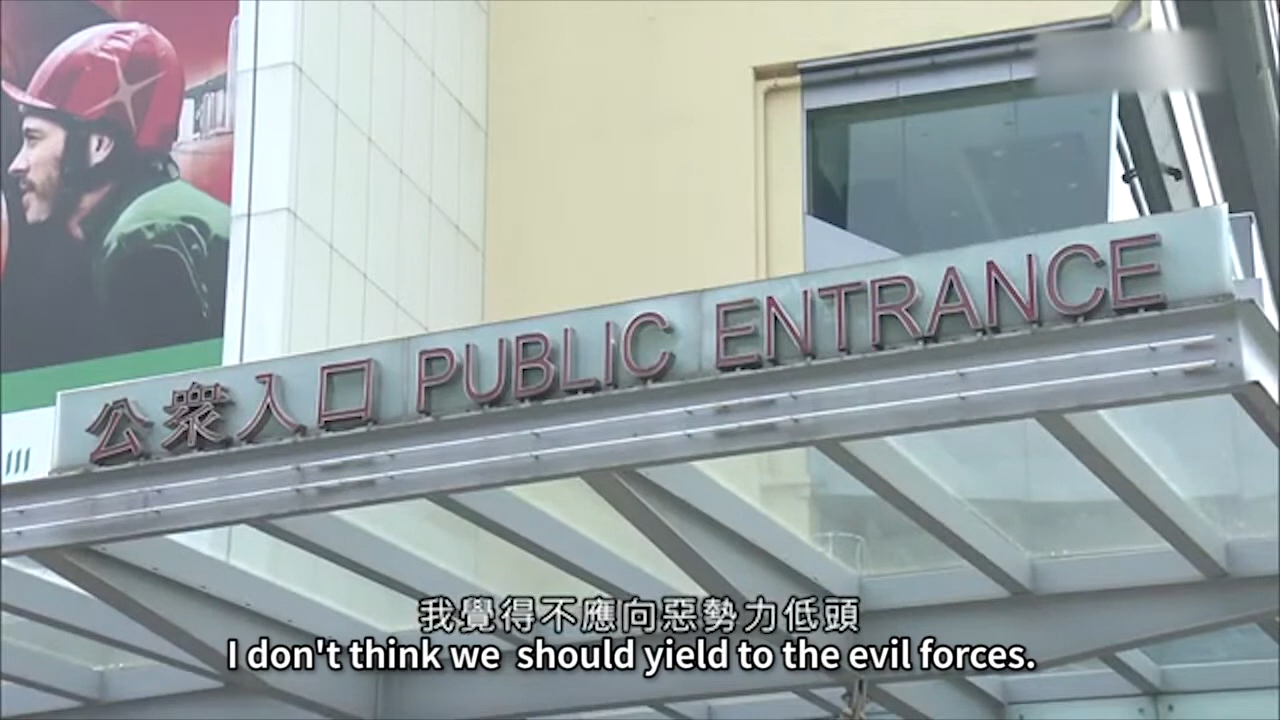 公衆入口 PUBLIC ENTRANCE
我覺得不應向惡勢力低頭
I don't think we should yield to the evil forces.